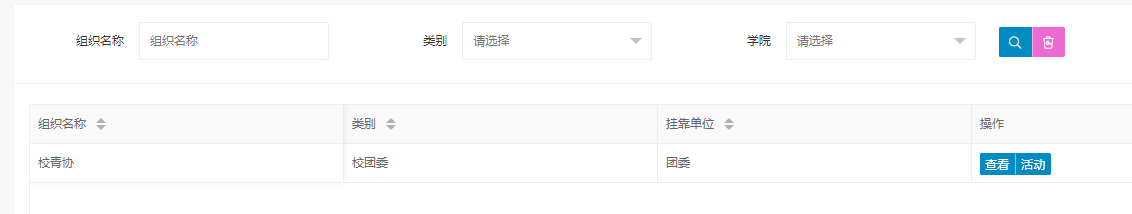 组织名称 组织名称 类别 请选择 学院 请选择
组织名称 类别 挂靠单位 操作
校青协 校团委 团委 查看 活动